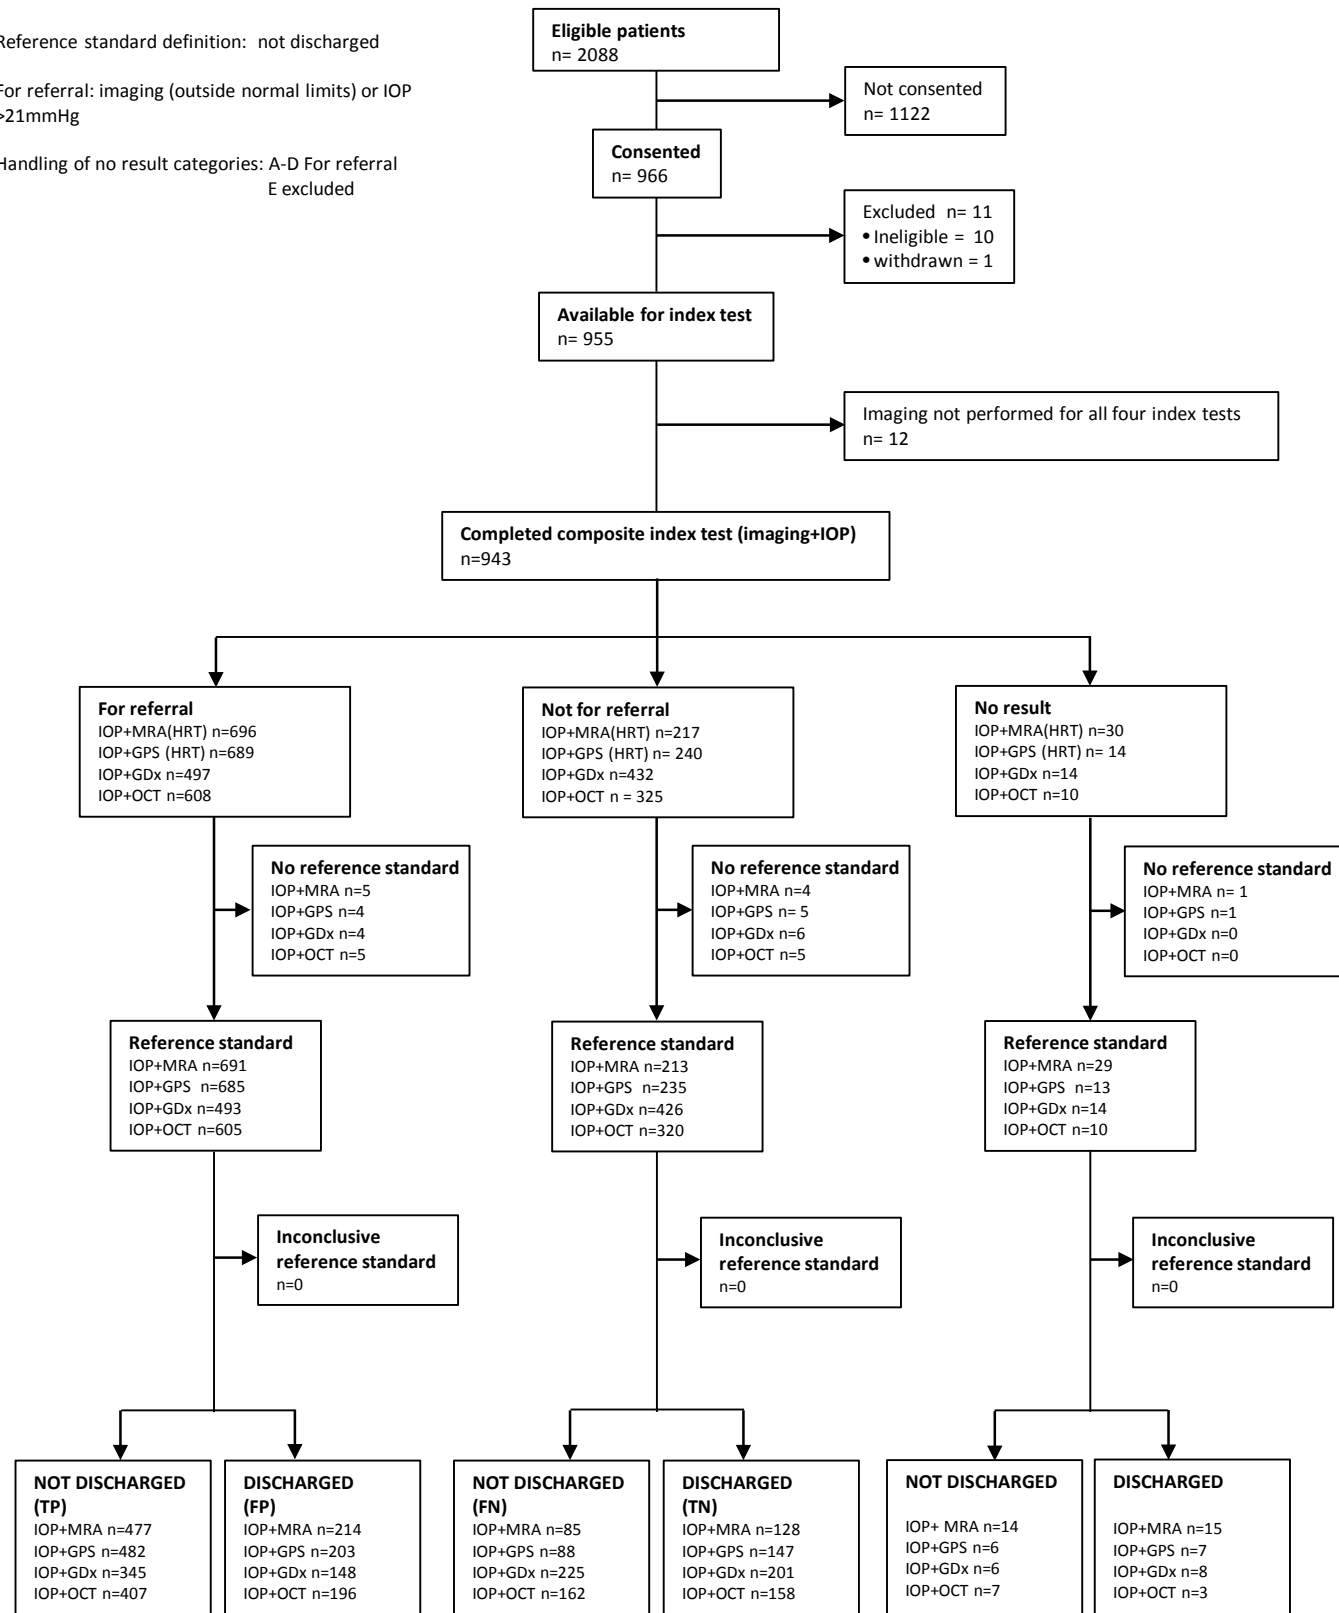 Reference standard definition: not discharged
For referral: imaging (outside normal limits) or IOP
>21mmHg
Handling of no result categories: A-D For referral
E excluded
Eligible patients
n= 2088
Not consented
n= 1122
Consented
n= 966
Excluded n= 11
• Ineligible = 10
• withdrawn = 1
Available for index test
n= 955
Imaging not performed for all four index tests
n= 12
Completed composite index test (imaging+IOP)
n=943
For referral
IOP+MRA(HRT) n=696
IOP+GPS (HRT) n=689
IOP+GDx n=497
IOP+OCT n=608
Not for referral
IOP+MRA(HRT) n=217
IOP+GPS (HRT) n= 240
IOP+GDx n=432
IOP+OCT n = 325
No result
IOP+MRA(HRT) n=30
IOP+GPS (HRT) n= 14
IOP+GDx n=14
IOP+OCT n=10
No reference standard
IOP+MRA n=5
IOP+GPS n=4
IOP+GDx n=4
IOP+OCT n=5
No reference standard
IOP+MRA n=4
IOP+GPS n= 5
IOP+GDx n=6
IOP+OCT n=5
No reference standard
IOP+MRA n= 1
IOP+GPS n=1
IOP+GDx n=0
IOP+OCT n=0
Reference standard
IOP+MRA n=691
IOP+GPS n=685
IOP+GDx n=493
IOP+OCT n=605
Reference standard
IOP+MRA n=213
IOP+GPS n=235
IOP+GDx n=426
IOP+OCT n=320
Reference standard
IOP+MRA n=29
IOP+GPS n=13
IOP+GDx n=14
IOP+OCT n=10
Inconclusive
reference standard
n=0
Inconclusive
reference standard
n=0
Inconclusive
reference standard
n=0
NOT DISCHARGED
(TP)
IOP+MRA n=477
IOP+GPS n=482
IOP+GDx n=345
IOP+OCT n=407
DISCHARGED
(FP)
IOP+MRA n=214
IOP+GPS n=203
IOP+GDx n=148
IOP+OCT n=196
NOT DISCHARGED
(FN)
IOP+MRA n=85
IOP+GPS n=88
IOP+GDx n=225
IOP+OCT n=162
DISCHARGED
(TN)
IOP+MRA n=128
IOP+GPS n=147
IOP+GDx n=201
IOP+OCT n=158
NOT DISCHARGED
IOP+ MRA n=14
IOP+GPS n=6
IOP+GDx n=6
IOP+OCT n=7
DISCHARGED
IOP+MRA n=15
IOP+GPS n=7
IOP+GDx n=8
IOP+OCT n=3